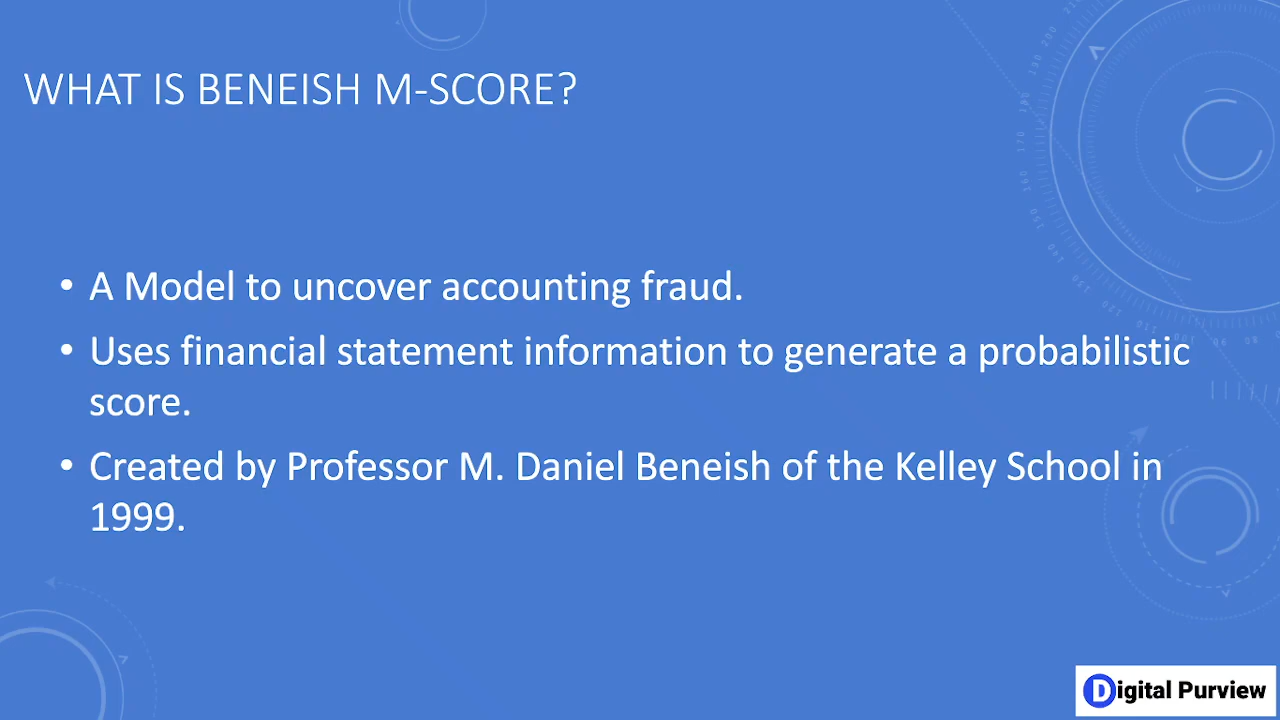 WHAT IS BENEISH M-SCORE?
• A Model to uncover accounting fraud.
• Uses financial statement information to generate a probabilistic
score.
• Created by Professor M. Daniel Beneish of the Kelley School in
1999.
Digital Purview